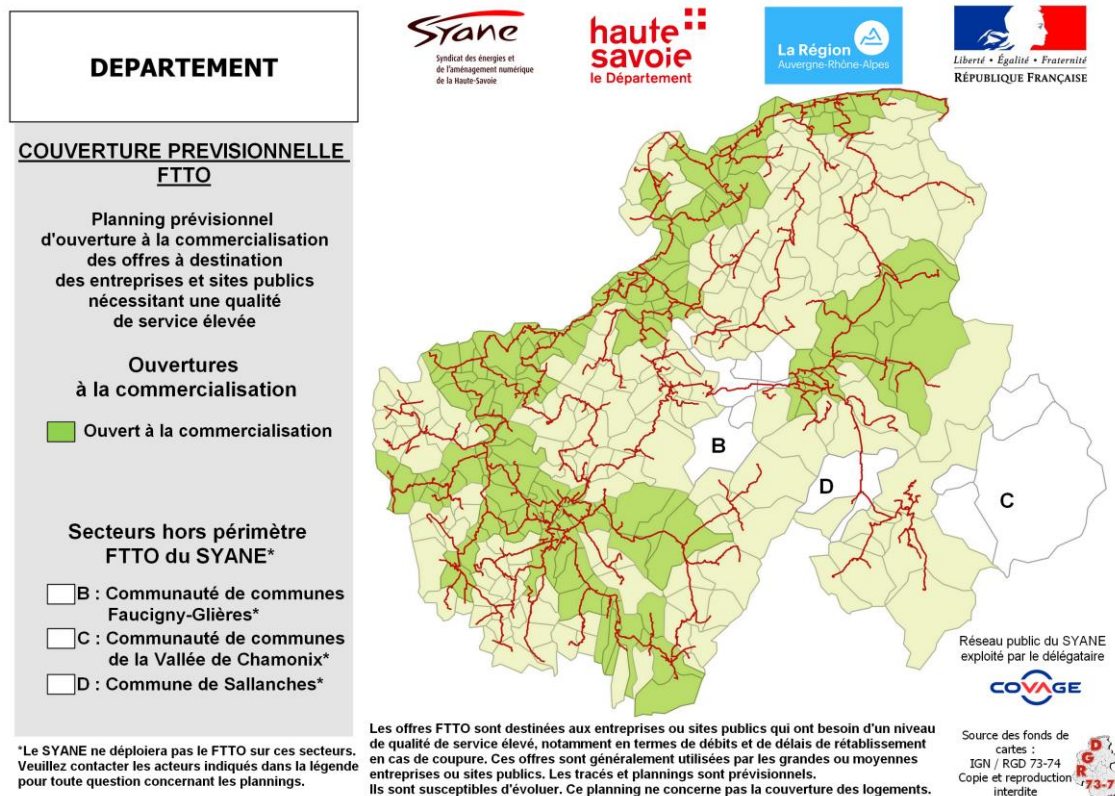 DEPARTEMENT
Syane
Syndicat des énergies et
de l'aménagement numérique
de la Haute-Savoie
haute
savoie
le Département
La Région
Auvergne-Rhône-Alpes
Liberté • Égalité • Fraternité
RÉPUBLIQUE FRANÇAISE
COUVERTURE PREVISIONNELLE
FTTO
Planning prévisionnel
d'ouverture à la commercialisation
des offres à destination
des entreprises et sites publics
nécessitant une qualité
de service élevée
Ouvertures
à la commercialisation
Ouvert à la commercialisation
Secteurs hors périmètre
FTTO du SYANE*
B : Communauté de communes
Faucigny-Glières*
C : Communauté de communes
de la Vallée de Chamonix*
D : Commune de Sallanches*
*Le SYANE ne déploiera pas le FTTO sur ces secteurs.
Veuillez contacter les acteurs indiqués dans la légende
pour toute question concernant les plannings.
B
D
C
Les offres FTTO sont destinées aux entreprises ou sites publics qui ont besoin d'un niveau
de qualité de service élevé, notamment en termes de débits et de délais de rétablissement
en cas de coupure. Ces offres sont généralement utilisées par les grandes ou moyennes
entreprises ou sites publics. Les tracés et plannings sont prévisionnels.
Ils sont susceptibles d'évoluer. Ce planning ne concerne pas la couverture des logements.
Réseau public du SYANE
exploité par le délégataire
COVAGE
Source des fonds de
cartes :
IGN / RGD 73-74
Copie et reproduction
interdite
R
G
D
73-7